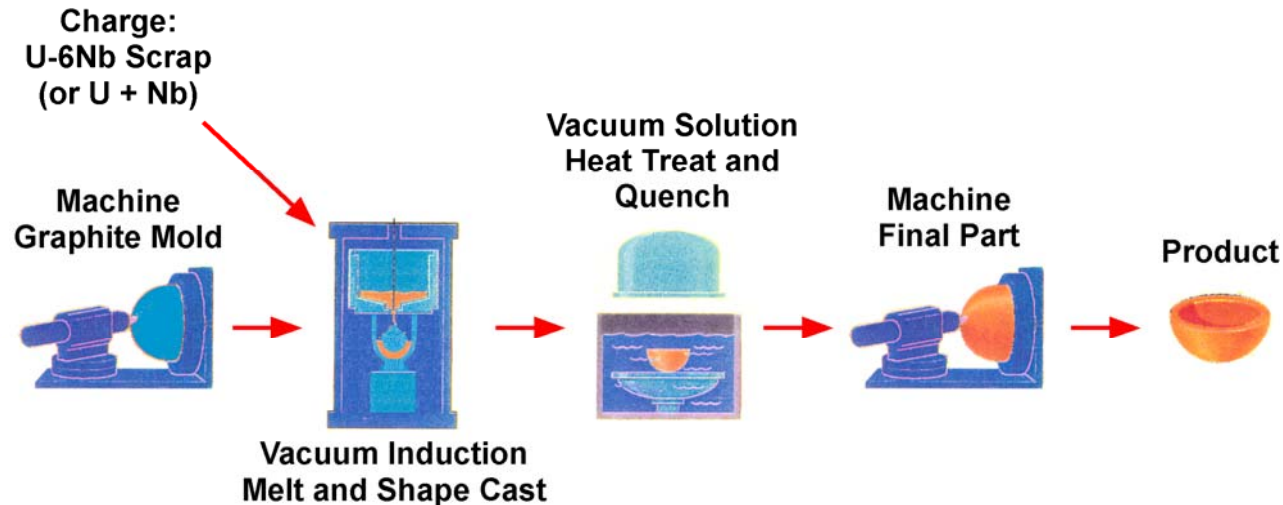 Charge:
U-6Nb Scrap
(or U + Nb)
Machine
Graphite Mold
Vacuum Induction
Melt and Shape Cast
Vacuum Solution
Heat Treat and
Quench
Machine
Final Part
Product